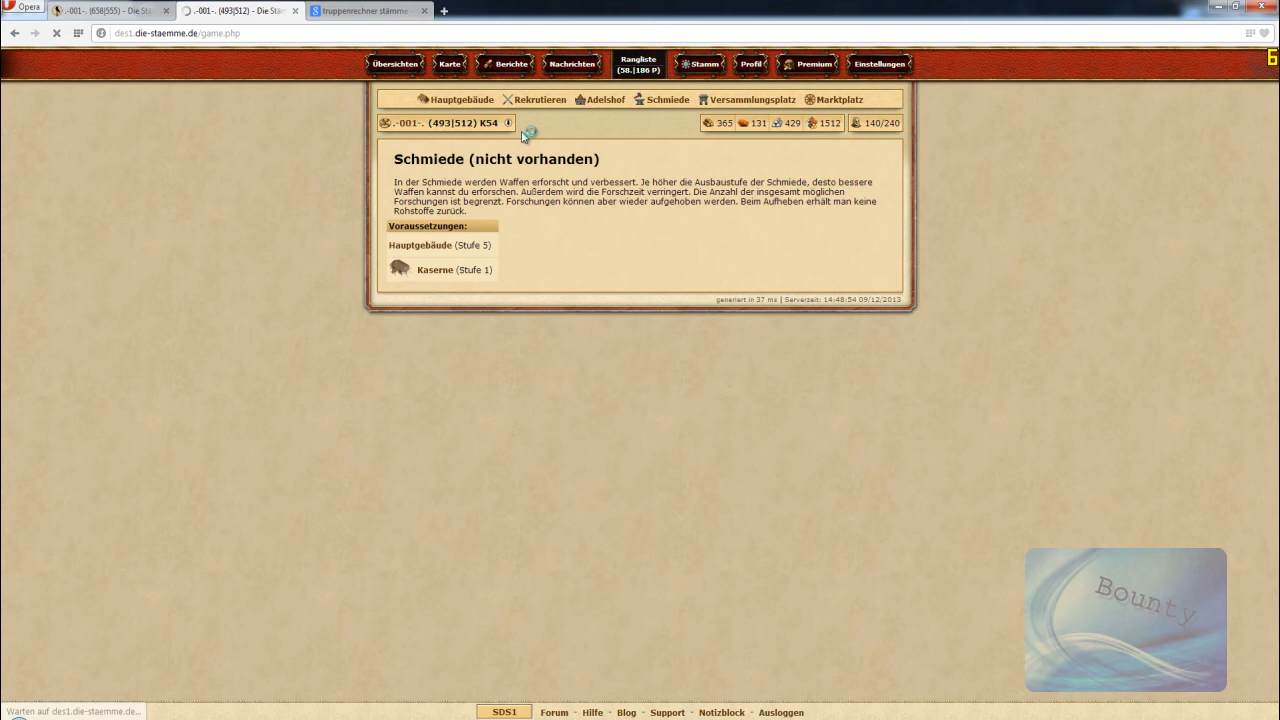 Opera
.-001-. (658|555) - Die Stä
.-001-. (493|512) - Die Stäm
truppenrechner stämme -
des1.die-staemme.de/game.php
Übersichten Karte Berichte Nachrichten Rangliste (58.|186 P) Stamm Profil Premium Einstellungen
Hauptgebäude Rekrutieren Adelshof Schmiede Versammlungsplatz Marktplatz
.-001-. (493|512) K54 365 131 429 1512 140/240
Schmiede (nicht vorhanden)
In der Schmiede werden Waffen erforscht und verbessert. Je höher die Ausbaustufe der Schmiede, desto bessere
Waffen kannst du erforschen. Außerdem wird die Forschzeit verringert. Die Anzahl der insgesamt möglichen
Forschungen ist begrenzt. Forschungen können aber wieder aufgehoben werden. Beim Aufheben erhält man keine
Rohstoffe zurück.
Voraussetzungen:
Hauptgebäude (Stufe 5)
Kaserne (Stufe 1)
generiert in 37 ms | Serverzeit: 14:48:54 09/12/2013
Bounty
Warten auf des1.die-staemme.de...
SDS1 Forum - Hilfe - Blog - Support - Notizblock - Ausloggen